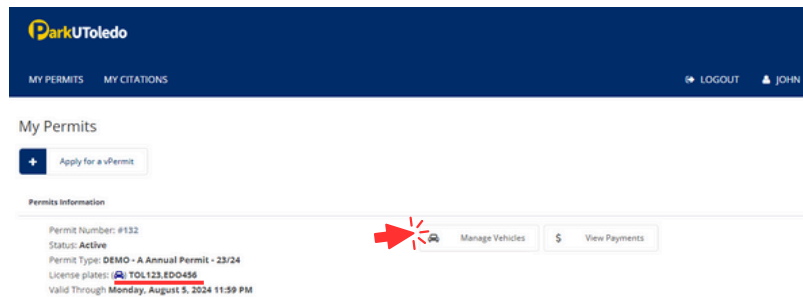 ParkUToledo
MY PERMITS MY CITATIONS LOGOUT JOHN
My Permits
+ Apply for a vPermit
Permits Information
Permit Number: #132
Status: Active
Permit Type: DEMO - A Annual Permit - 23/24
License plates: () TOL123,EDO456
Valid Through Monday, August 5, 2024 11:59 PM
Manage Vehicles $ View Payments